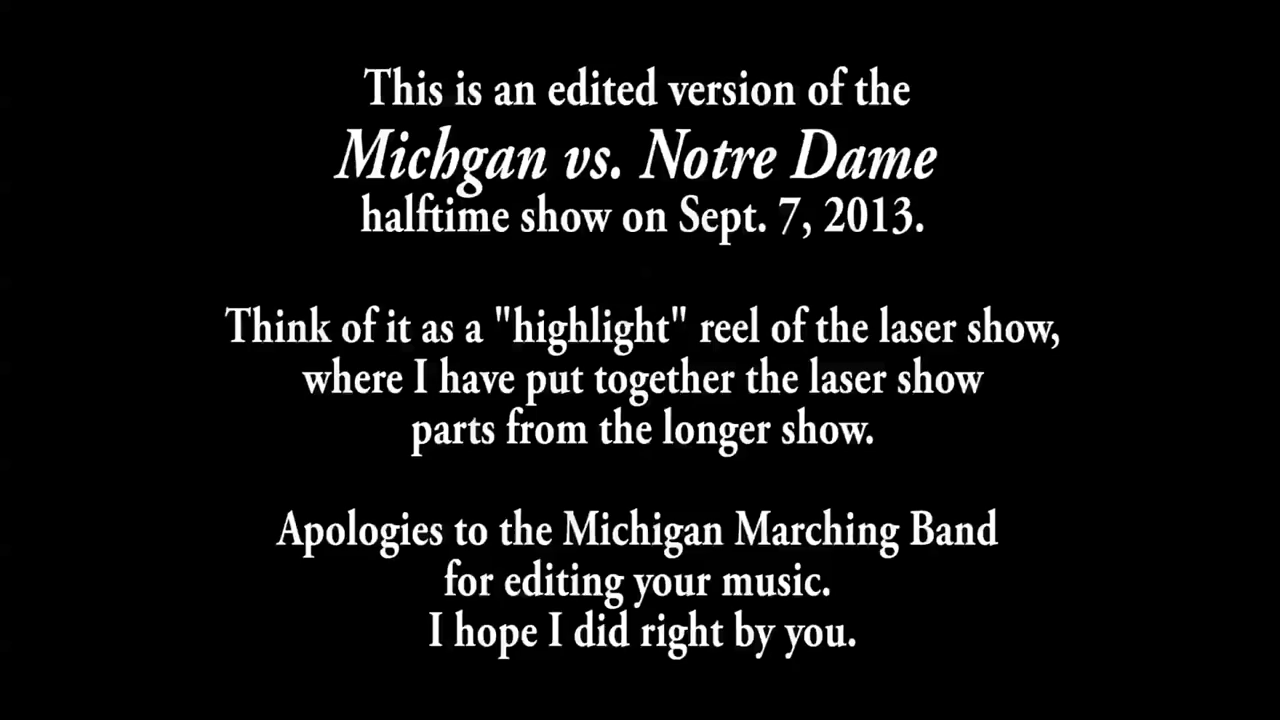 This is an edited version of the
Michgan vs. Notre Dame
halftime show on Sept. 7, 2013.
Think of it as a "highlight" reel of the laser show,
where I have put together the laser show
parts from the longer show.
Apologies to the Michigan Marching Band
for editing your music.
I hope I did right by you.